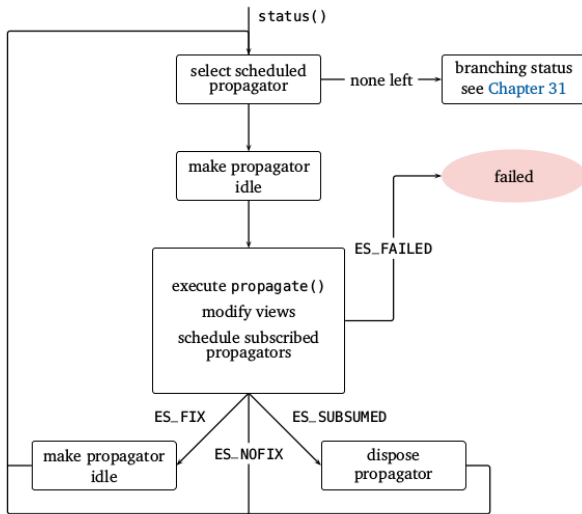 status()
select scheduled
propagator
none left
branching status
see Chapter 31
make propagator
idle
failed
ES_FAILED
execute propagate()
modify views
schedule subscribed
propagators
ES_FIX
ES_NOFIX
ES_SUBSUMED
make propagator
idle
dispose
propagator